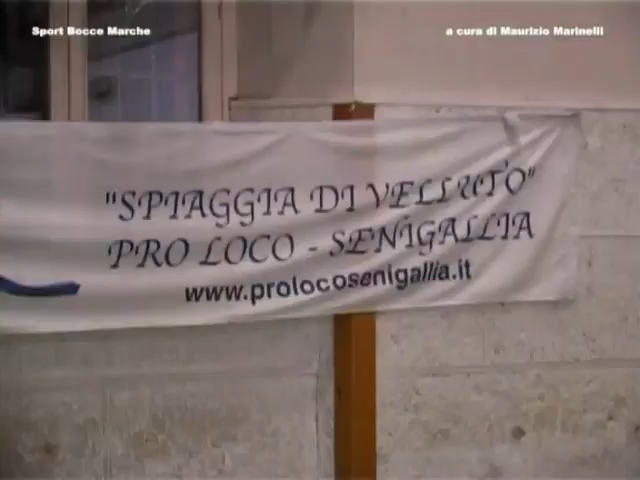 Sport Bocce Marche
a cura di Maurizio Marinelli
"SPIAGGIA DI VELLUTO"
PRO LOCO - SENIGALLIA
www.prolocosenigallia.it